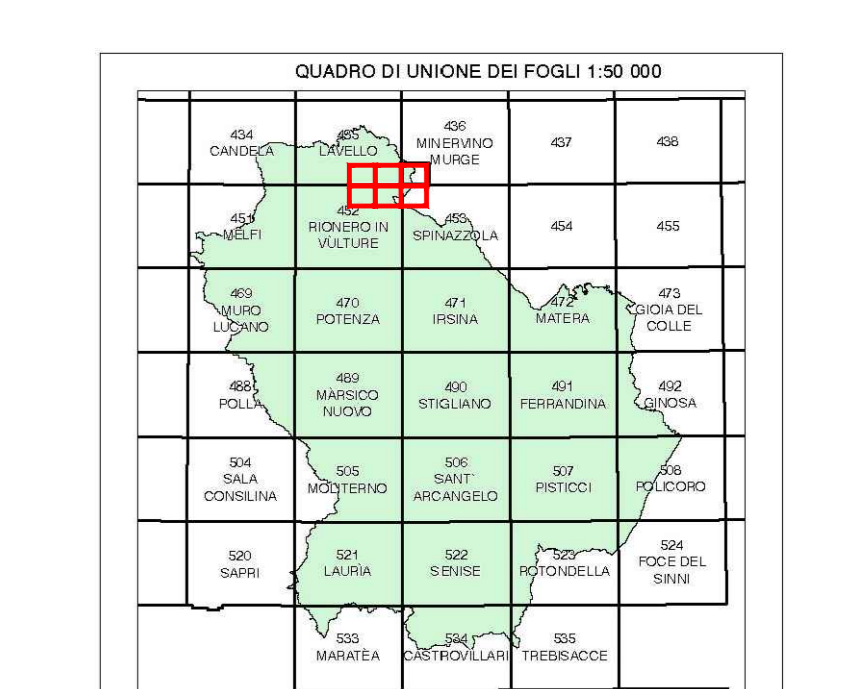 QUADRO DI UNIONE DEI FOGLI 1:50 000
434
CANDELA
435
LAVELLO
436
MINERVINO
MURGE
437
438
451
MELFI
452
RIONERO IN
VÙLTURE
453
SPINAZZOLA
454
455
469
MURO
LUCANO
470
POTENZA
471
IRSINA
472
MATERA
473
GIOIA DEL
COLLE
488
POLLA
489
MÀRSICO
NUOVO
490
STIGLIANO
491
FERRANDINA
492
GINOSA
504
SALA
CONSILINA
505
MOLITERNO
506
SANT`
ARCANGELO
507
PISTICCI
508
POLICORO
520
SAPRI
521
LAURÌA
522
SENISE
523
ROTONDELLA
524
FOCE DEL
SINNI
533
MARATÈA
534
CASTROVILLARI
535
TREBISACCE